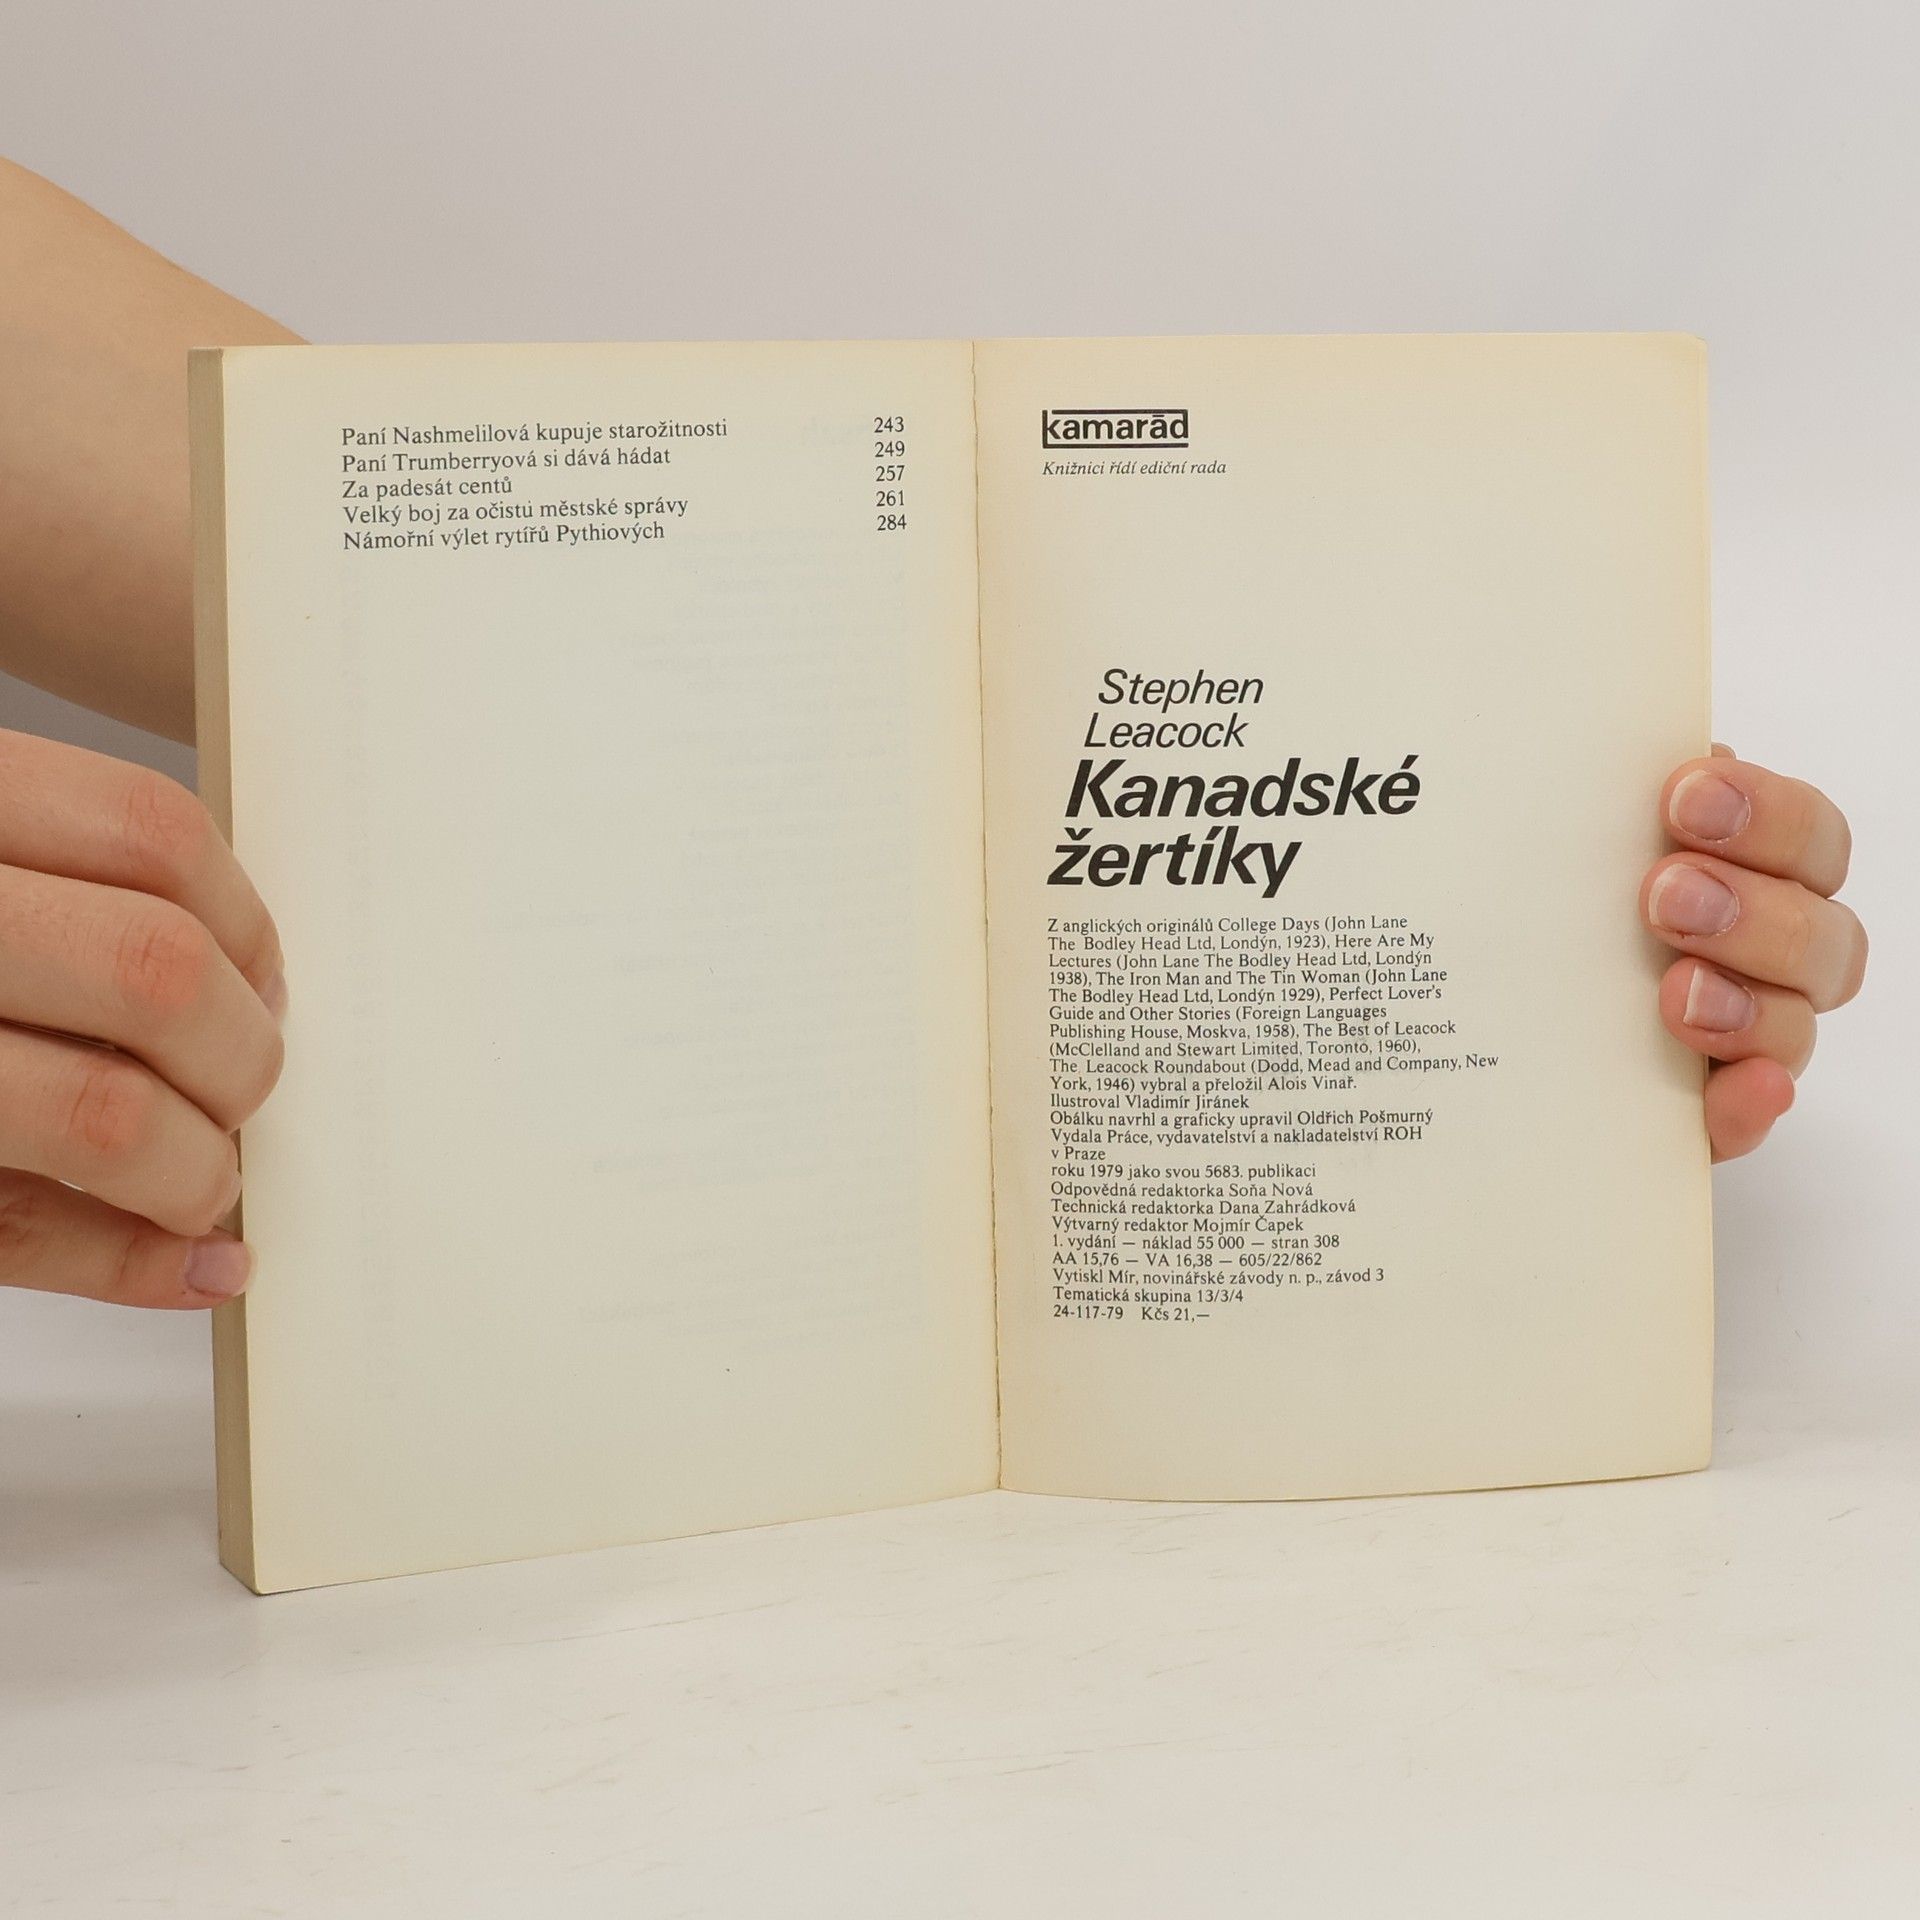 Paní Nashmelilová kupuje starožitnosti 243
Paní Trumberryová si dává hádat 249
Za padesát centů 257
Velký boj za očistu městské správy 261
Námořní výlet rytířů Pythiových 284
kamarād
Knižnici řídí ediční rada
Stephen
Leacock
Kanadské
žertíky
Z anglických originálů College Days (John Lane
The Bodley Head Ltd, Londýn, 1923), Here Are My
Lectures (John Lane The Bodley Head Ltd, Londýn
1938), The Iron Man and The Tin Woman (John Lane
The Bodley Head Ltd, Londýn 1929), Perfect Lover's
Guide and Other Stories (Foreign Languages
Publishing House, Moskva, 1958), The Best of Leacock
(McClelland and Stewart Limited, Toronto, 1960),
The Leacock Roundabout (Dodd, Mead and Company, New
York, 1946) vybral a přeložil Alois Vinař.
Ilustroval Vladimír Jiránek
Obálku navrhl a graficky upravil Oldřich Pošmurný
Vydala Práce, vydavatelství a nakladatelství ROH
v Praze
roku 1979 jako svou 5683. publikaci
Odpovědná redaktorka Soňa Nová
Technická redaktorka Dana Zahrádková
Výtvarný redaktor Mojmír Čapek
1. vydání — náklad 55 000 — stran 308
AA 15,76 — VA 16,38 — 605/22/862
Vytiskl Mír, novinářské závody n. p., závod 3
Tematická skupina 13/3/4
24-117-79 Kčs 21,—